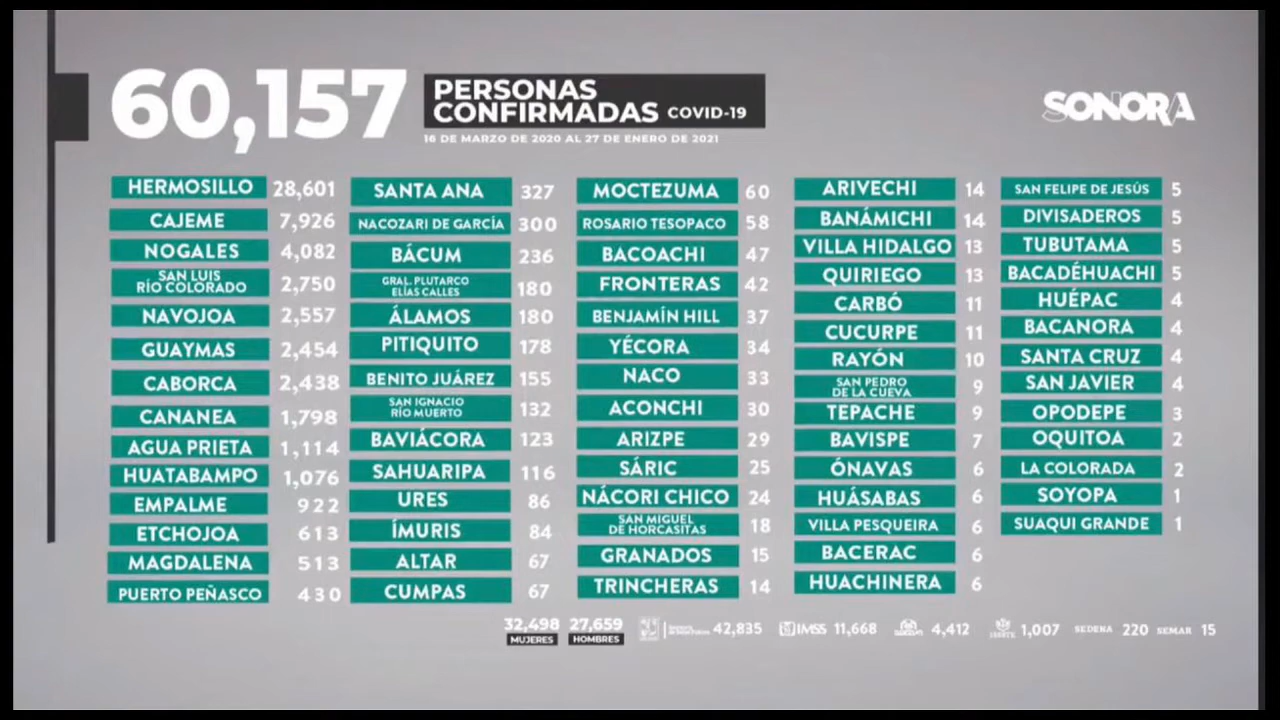 60,157
PERSONAS
CONFIRMADAS COVID-19
16 DE MARZO DE 2020 AL 27 DE ENERO DE 2021
SONORA
HERMOSILLO 28,601
CAJEME 7,926
NOGALES 4,082
SAN LUIS
RÍO COLORADO 2,750
NAVOJOA 2,557
GUAYMAS 2,454
CABORCA 2,438
CANANEA 1,798
AGUA PRIETA 1,114
HUATABAMPO 1,076
EMPALME 922
ETCHOJOA 613
MAGDALENA 513
PUERTO PEÑASCO 430
SANTA ANA 327
NACOZARI DE GARCÍA 300
BÁCUM 236
GRAL. PLUTARCO
ELÍAS CALLES 180
ÁLAMOS 180
PITIQUITO 178
BENITO JUÁREZ 155
SAN IGNACIO
RÍO MUERTO 132
BAVIÁCORA 123
SAHUARIPA 116
URES 86
ÍMURIS 84
ALTAR 67
CUMPAS 67
MOCTEZUMA 60
ROSARIO TESOPACO 58
BACOACHI 47
FRONTERAS 42
BENJAMÍN HILL 37
YÉCORA 34
NACO 33
ACONCHI 30
ARIZPE 29
SÁRIC 25
NÁCORI CHICO 24
SAN MIGUEL
DE HORCASITAS 18
GRANADOS 15
TRINCHERAS 14
ARIVECHI 14
BANÁMICHI 14
VILLA HIDALGO 13
QUIRIEGO 13
CARBÓ 11
CUCURPE 11
RAYÓN 10
SAN PEDRO
DE LA CUEVA 9
TEPACHE 9
BAVISPE 7
ÓNAVAS 6
HUÁSABAS 6
VILLA PESQUEIRA 6
BACERAC 6
HUACHINERA 6
SAN FELIPE DE JESÚS 5
DIVISADEROS 5
TUBUTAMA 5
BACADÉHUACHI 5
HUÉPAC 4
BACANORA 4
SANTA CRUZ 4
SAN JAVIER 4
OPODEPE 3
OQUITOA 2
LA COLORADA 2
SOYOPA 1
SUAQUI GRANDE 1
32,498 27,659 42,835 IMSS 11,668 4,412 1,007 SEDENA 220 SEMAR 15
MUJERES HOMBRES